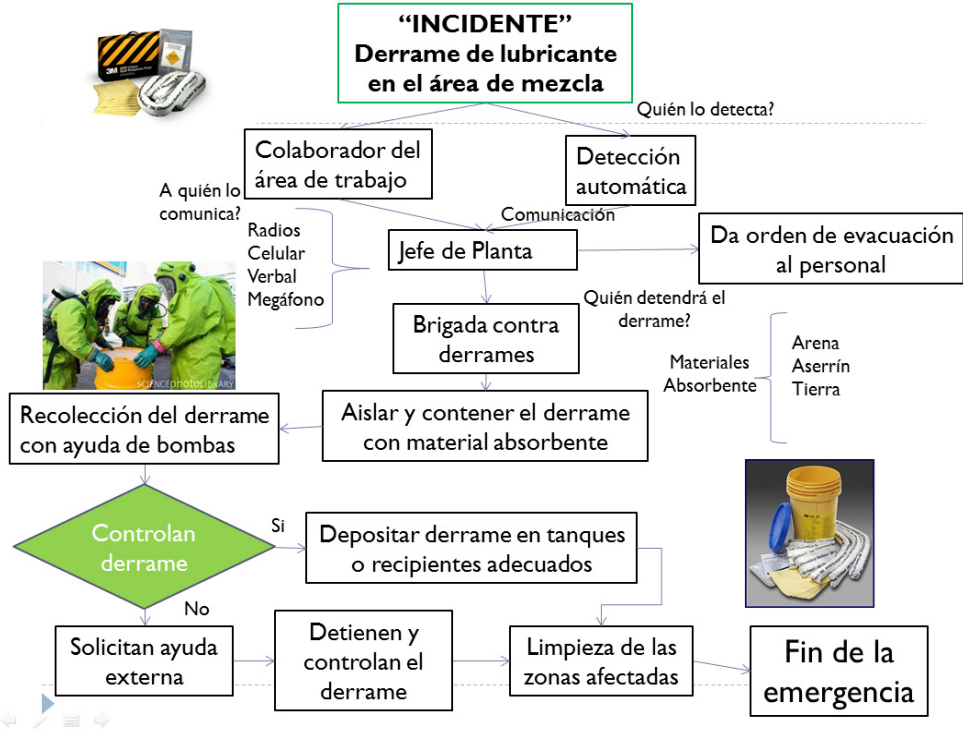 “INCIDENTE”
Derrame de lubricante
en el área de mezcla
Quién lo detecta?
Colaborador del
área de trabajo
Detección
automática
A quién lo
comunica?
Comunicación
Radios
Celular
Verbal
Megáfono
Jefe de Planta
Da orden de evacuación
al personal
Quién detendrá el
derrame?
Brigada contra
derrames
Materiales
Absorbente
Arena
Aserrín
Tierra
SCIENCEPHOTOLIBRARY
Recolección del derrame
con ayuda de bombas
Aislar y contener el derrame
con material absorbente
Controlan
derrame
Si
Depositar derrame en tanques
o recipientes adecuados
No
Solicitan ayuda
externa
Detienen y
controlan el
derrame
Limpieza de las
zonas afectadas
Fin de la
emergencia
3M